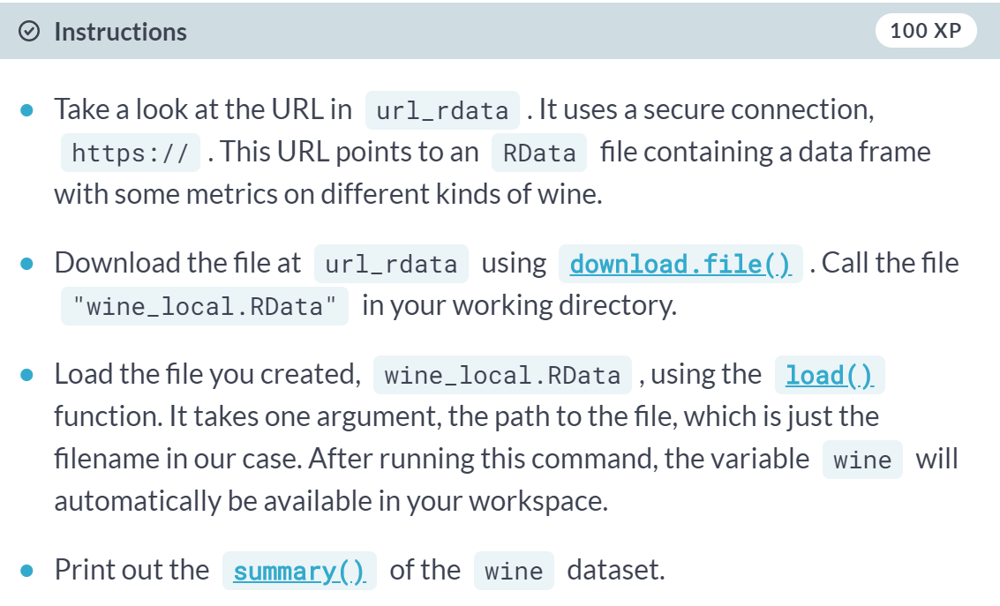 Instructions 100 XP
Take a look at the URL in url_rdata . It uses a secure connection,
https:// . This URL points to an RData file containing a data frame
with some metrics on different kinds of wine.
Download the file at url_rdata using download.file() . Call the file
"wine_local.RData" in your working directory.
Load the file you created, wine_local.RData , using the load()
function. It takes one argument, the path to the file, which is just the
filename in our case. After running this command, the variable wine will
automatically be available in your workspace.
Print out the summary() of the wine dataset.